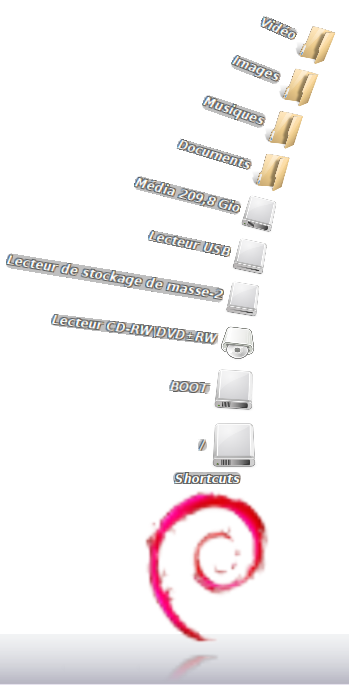 Vidéo
Images
Musiques
Documents
Média 209,8 Gio
Lecteur USB
Lecteur de stockage de masse-2
Lecteur CD-RW\DVD±RW
BOOT
/
Shortcuts